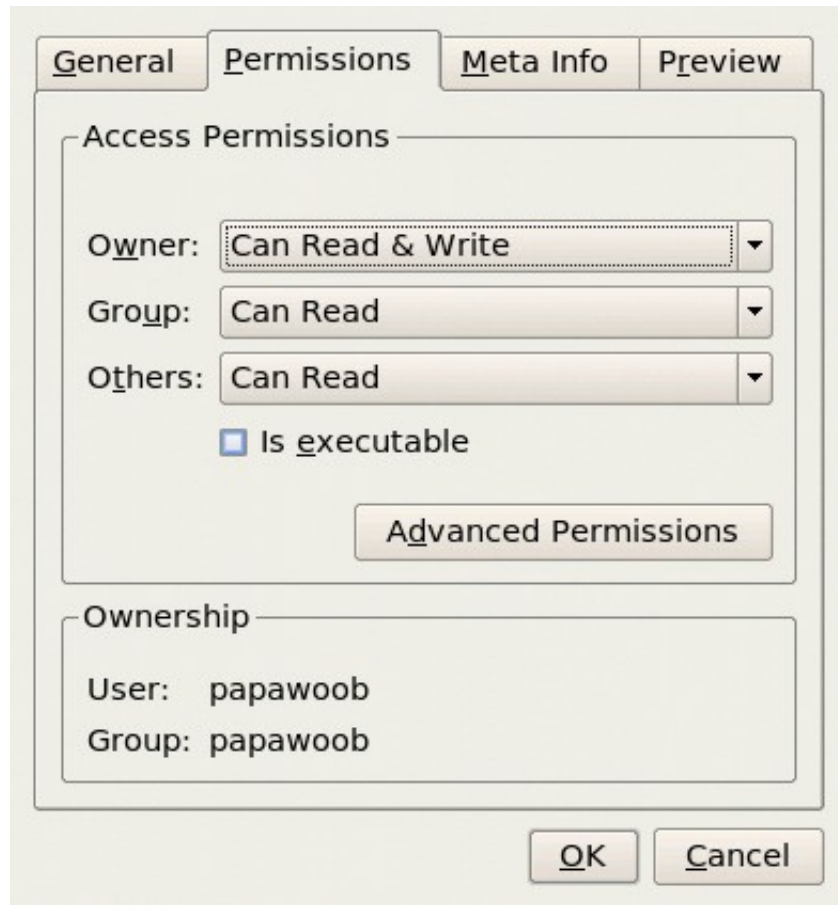 General Permissions Meta Info Preview
Access Permissions
Owner: Can Read & Write
Group: Can Read
Others: Can Read
Is executable
Advanced Permissions
Ownership
User: papawoob
Group: papawoob
OK Cancel